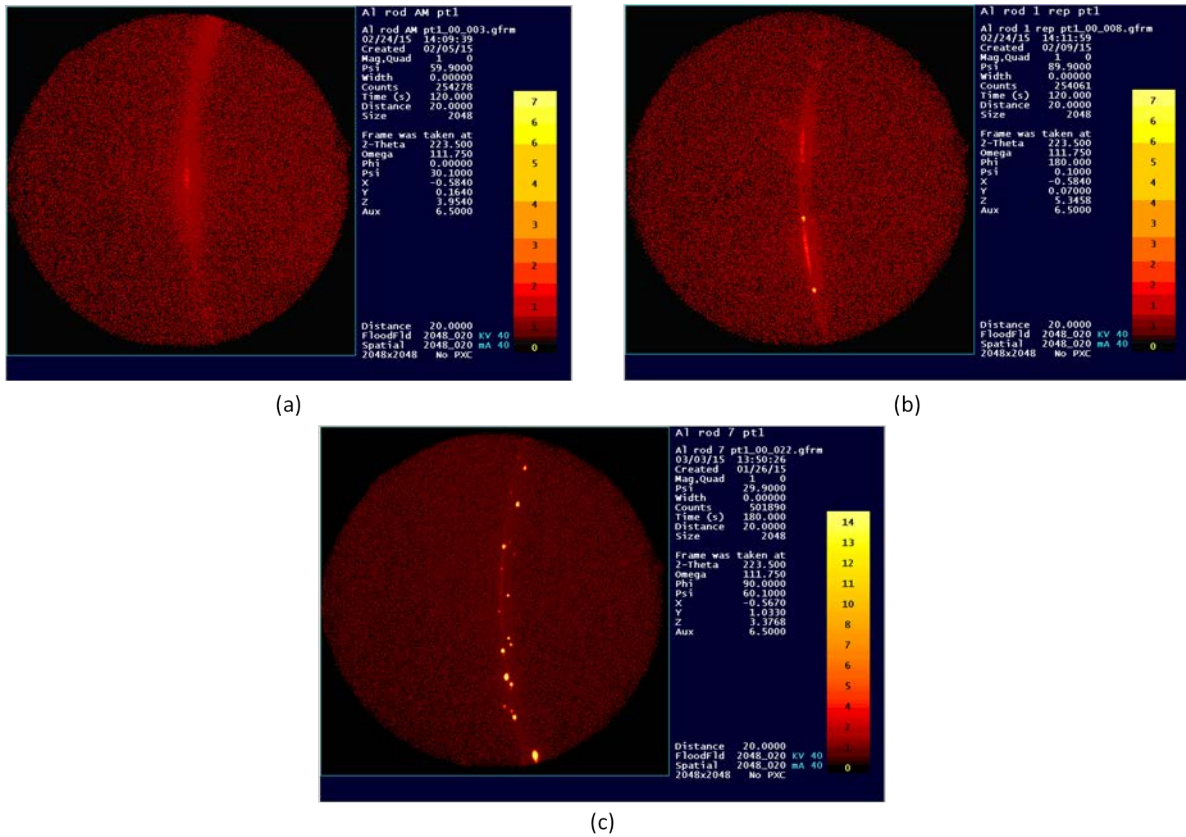 Al rod AM pt1
Al rod AM pt1_00_003.gfrm
02/24/15 14:09:39
Created 02/05/15
Mag,Quad 1 0
Psi 59.9000
Width 0.00000
Counts 254278
Time (s) 120.000
Distance 20.0000
Size 2048
Frame was taken at
2-Theta 223.500
Omega 111.750
Phi 0.00000
Psi 30.1000
X -0.5840
Y 0.1640
Z 3.9540
Aux 6.5000
Distance 20.0000
FloodFld 2048_020 KV 40
Spatial 2048_020 mA 40
2048x2048 No PXC
7
6
6
5
4
4
3
3
2
2
1
1
0
(a)
Al rod 1 rep pt1
Al rod 1 rep pt1_00_008.gfrm
02/24/15 14:11:59
Created 02/09/15
Mag,Quad 1 0
Psi 89.9000
Width 0.00000
Counts 254061
Time (s) 120.000
Distance 20.0000
Size 2048
Frame was taken at
2-Theta 223.500
Omega 111.750
Phi 180.000
Psi 0.1000
X -0.5840
Y 0.07000
Z 5.3458
Aux 6.5000
Distance 20.0000
FloodFld 2048_020 KV 40
Spatial 2048_020 mA 40
2048x2048 No PXC
7
6
6
5
4
4
3
3
2
2
1
1
0
(b)
Al rod 7 pt1
Al rod 7 pt1_00_022.gfrm
03/03/15 13:50:26
Created 01/26/15
Mag,Quad 1 0
Psi 29.9000
Width 0.00000
Counts 501890
Time (s) 180.000
Distance 20.0000
Size 2048
Frame was taken at
2-Theta 223.500
Omega 111.750
Phi 90.0000
Psi 60.1000
X -0.5670
Y 1.0330
Z 3.3768
Aux 6.5000
Distance 20.0000
FloodFld 2048_020 KV 40
Spatial 2048_020 mA 40
2048x2048 No PXC
14
13
12
11
10
8
7
6
5
4
2
1
0
(c)